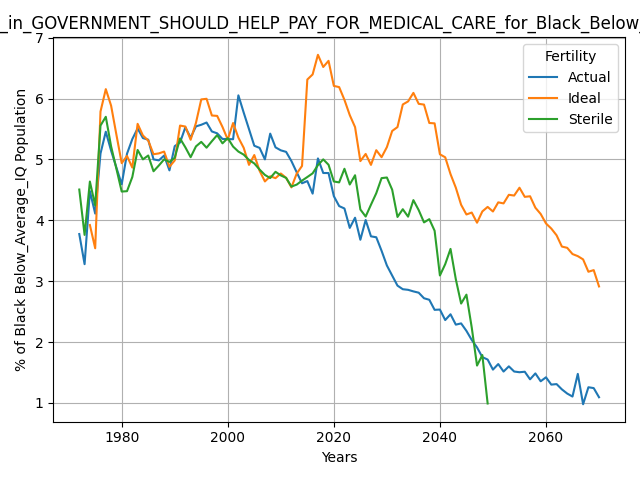 _in_GOVERNMENT_SHOULD_HELP_PAY_FOR_MEDICAL_CARE_for_Black_Below_
7
6
5
4
3
2
1
% of Black Below_Average_IQ Population
Fertility
Actual
Ideal
Sterile
1980 2000 2020 2040 2060
Years